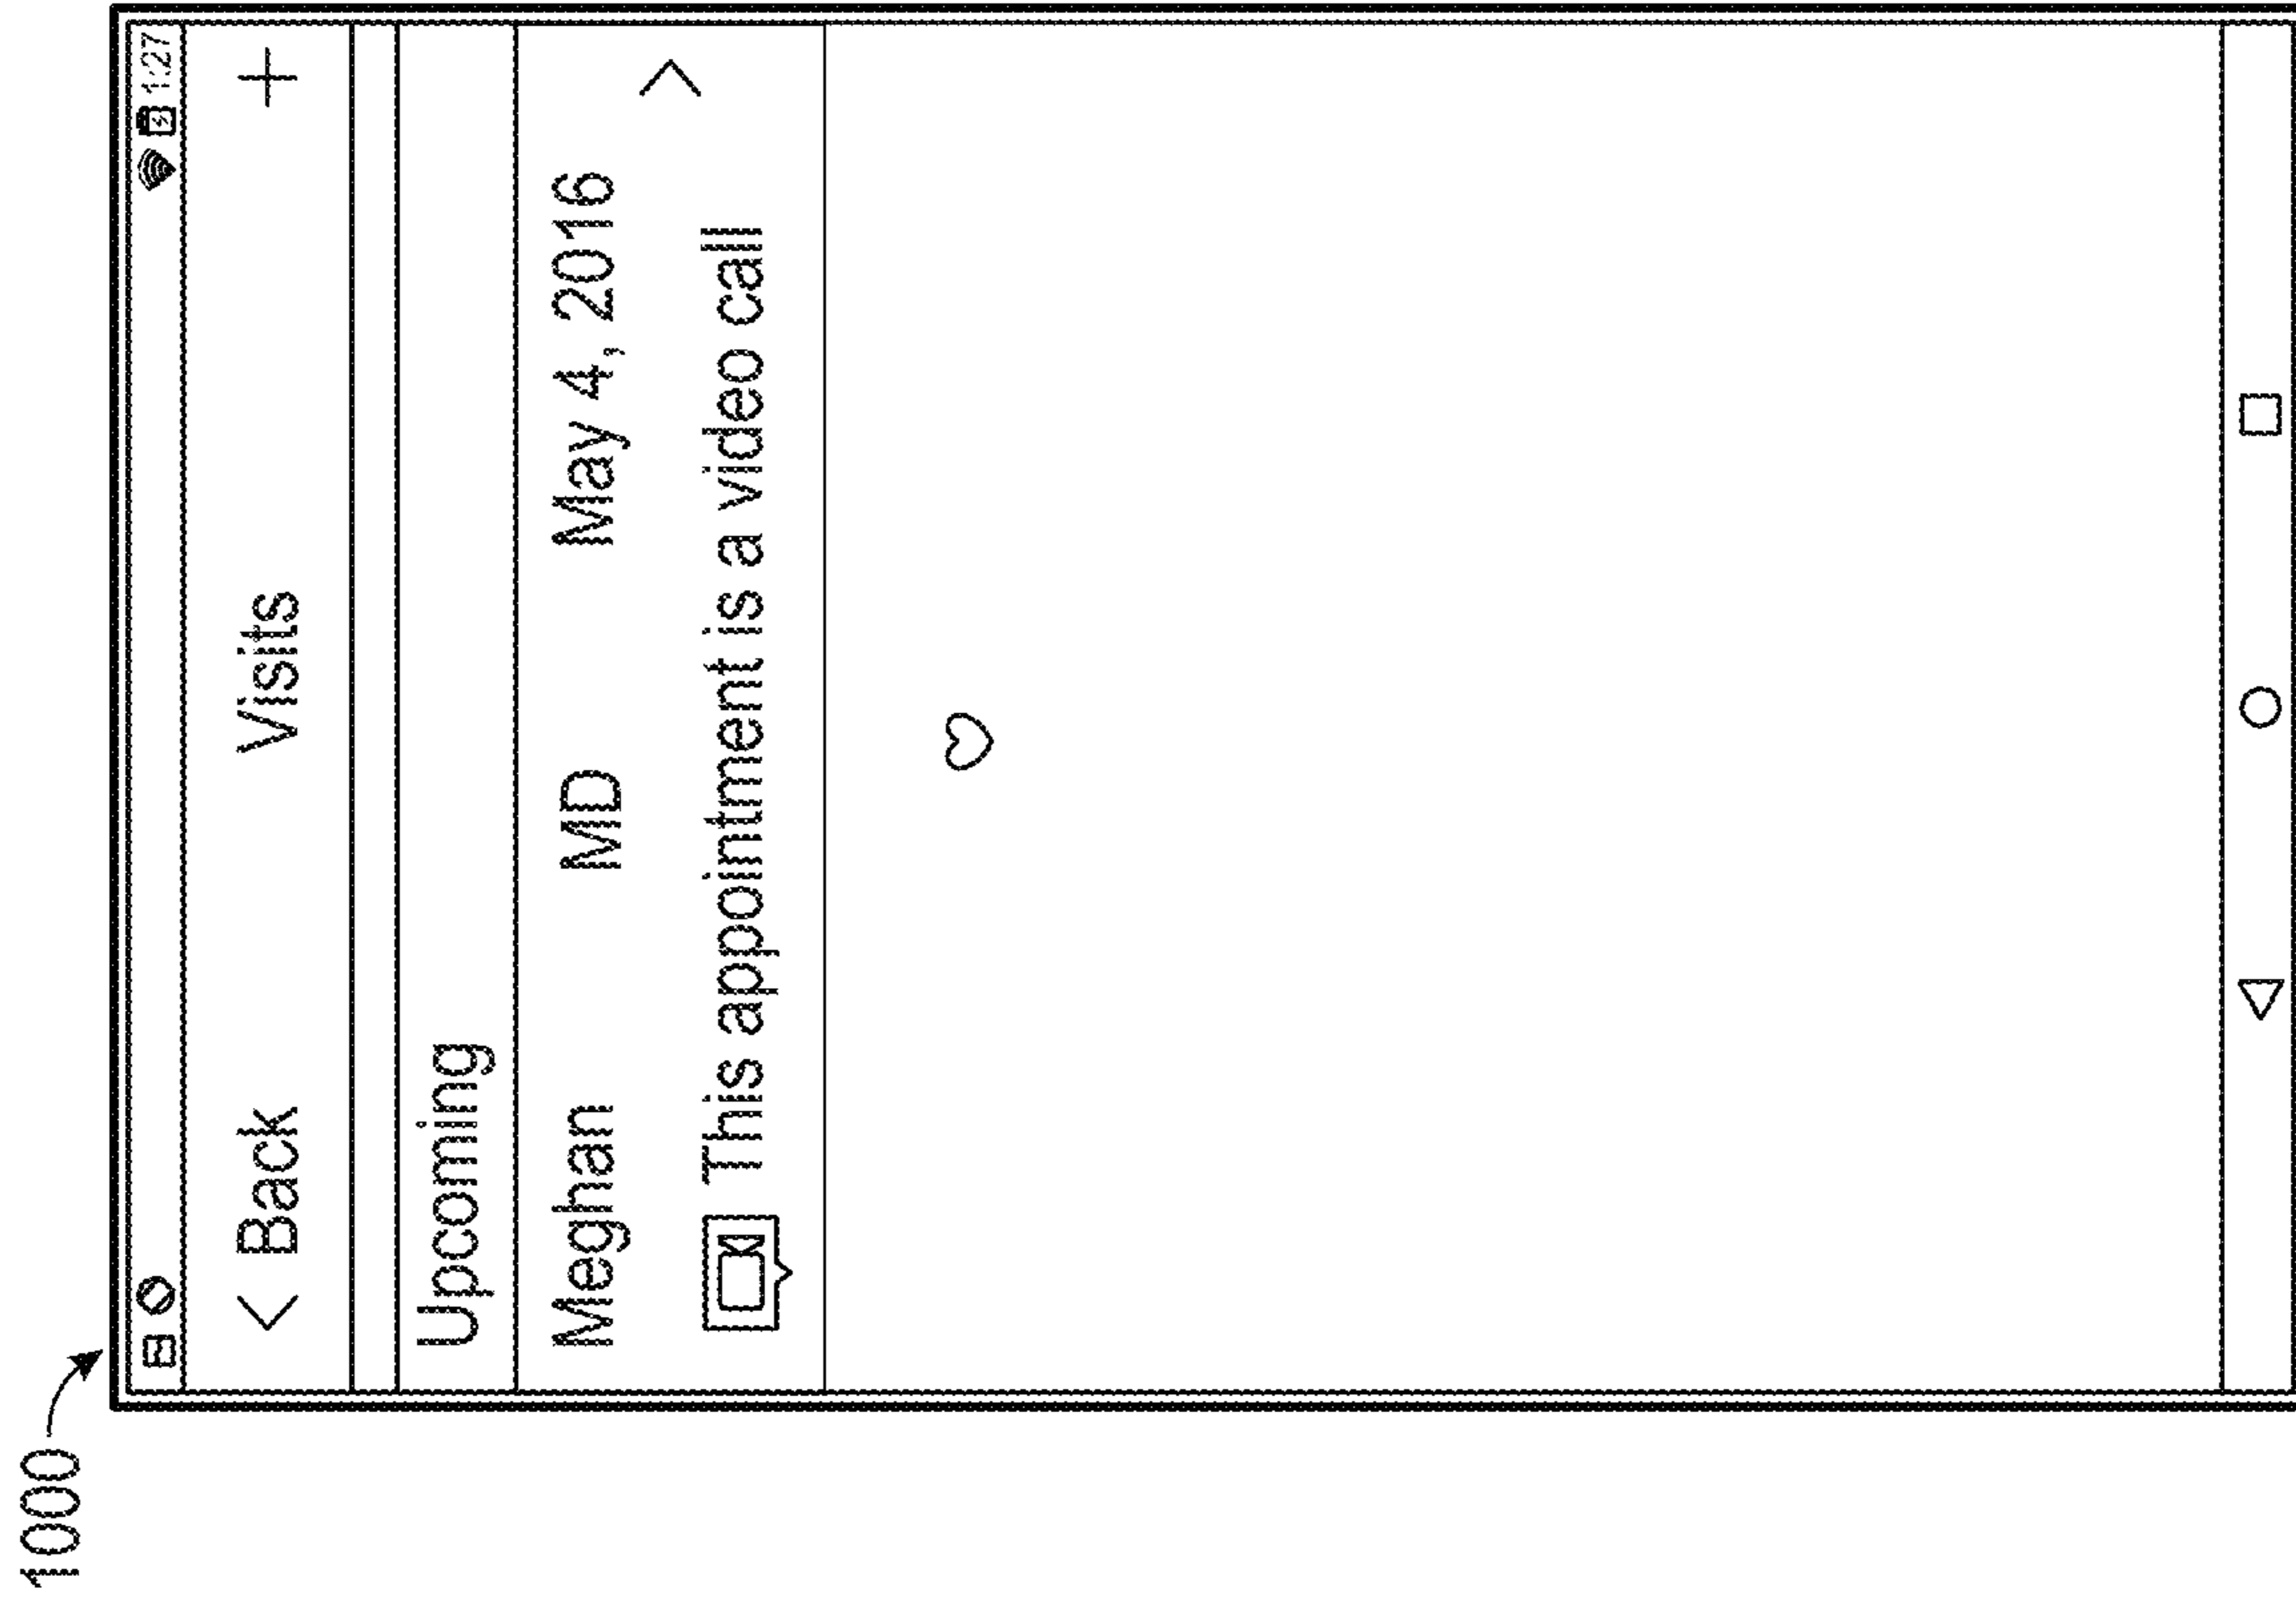 1000
1:27
< Back Visits +
Upcoming
Meghan MD May 4, 2016 >
This appointment is a video call